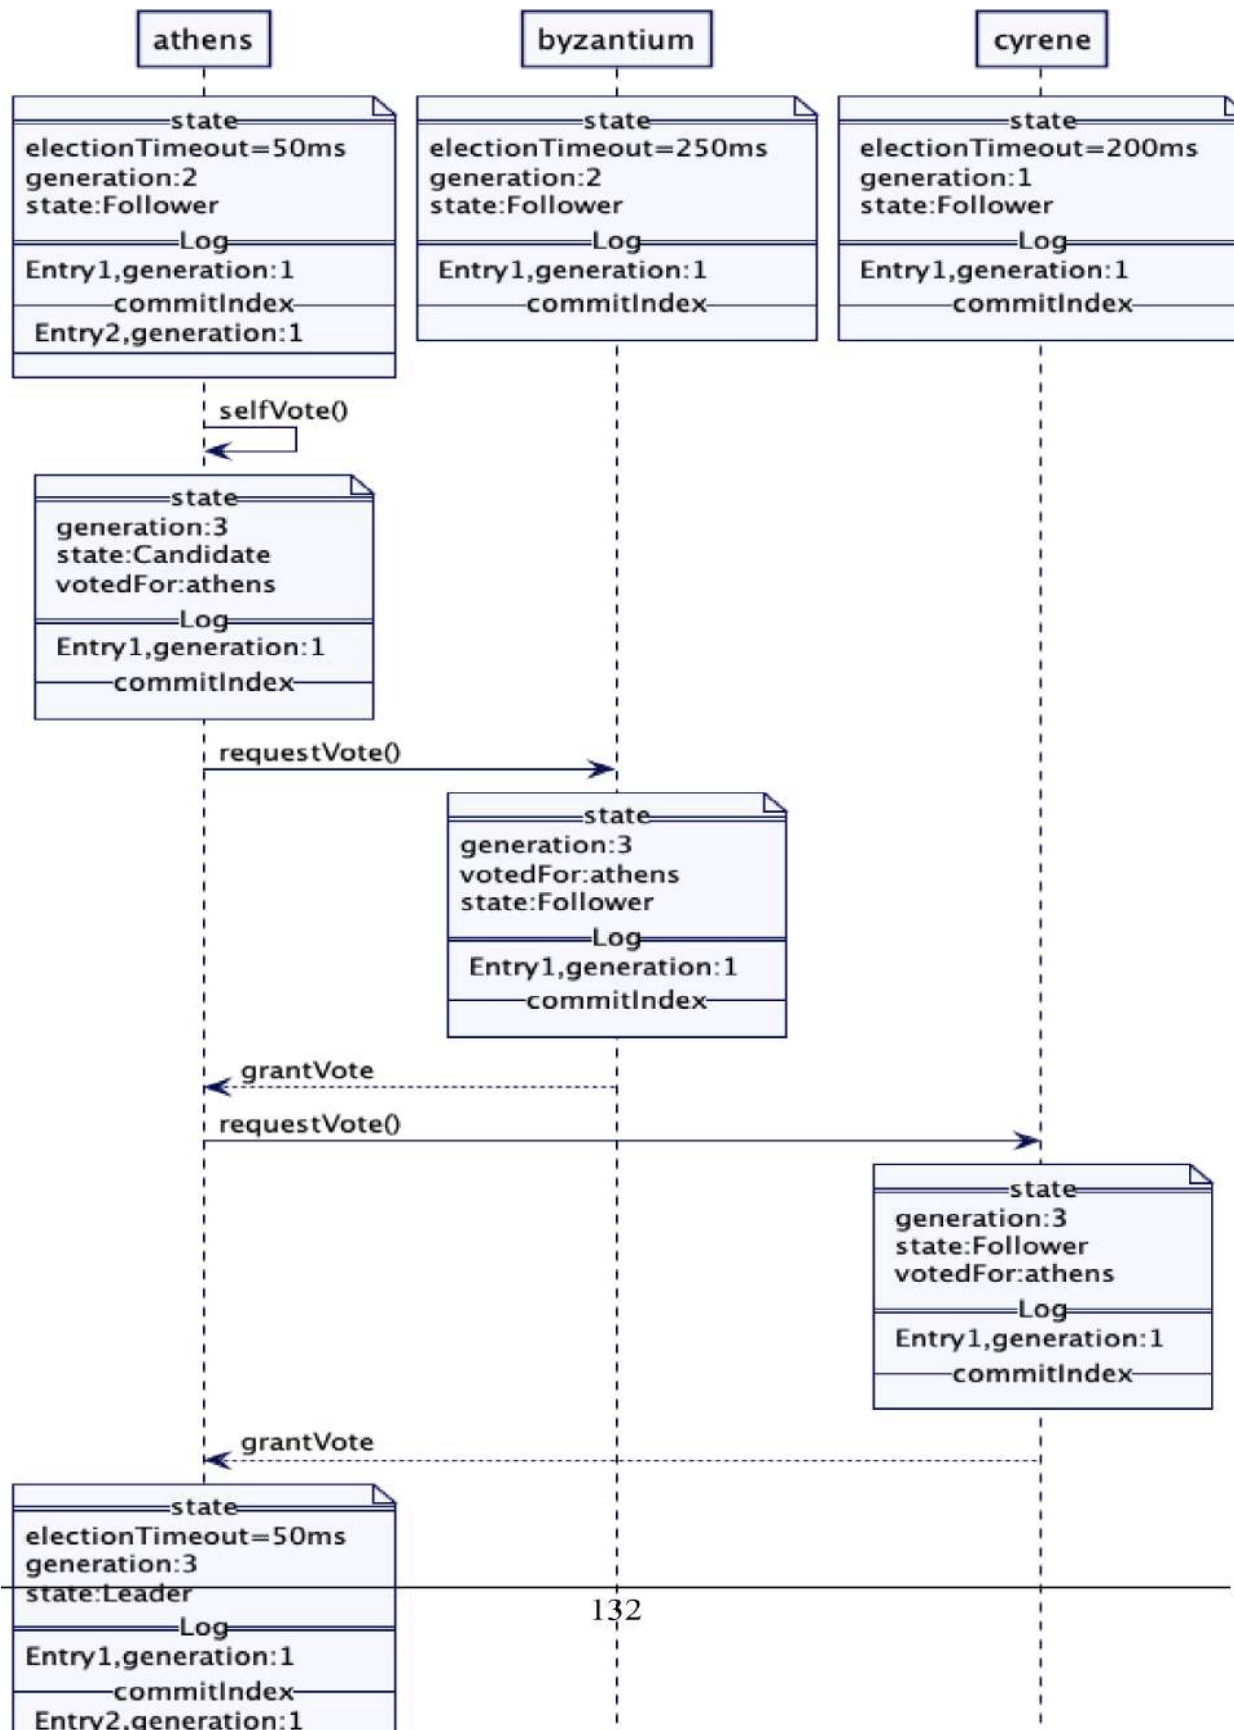 athens
byzantium
cyrene
state
electionTimeout=50ms
generation:2
state:Follower
Log
Entry1,generation:1
commitIndex
Entry2,generation:1
state
electionTimeout=250ms
generation:2
state:Follower
Log
Entry1,generation:1
commitIndex
state
electionTimeout=200ms
generation:1
state:Follower
Log
Entry1,generation:1
commitIndex
selfVote()
state
generation:3
state:Candidate
votedFor:athens
Log
Entry1,generation:1
commitIndex
requestVote()
state
generation:3
votedFor:athens
state:Follower
Log
Entry1,generation:1
commitIndex
grantVote
requestVote()
state
generation:3
state:Follower
votedFor:athens
Log
Entry1,generation:1
commitIndex
grantVote
state
electionTimeout=50ms
generation:3
state:Leader
Log
Entry1,generation:1
commitIndex
Entry2,generation:1
132